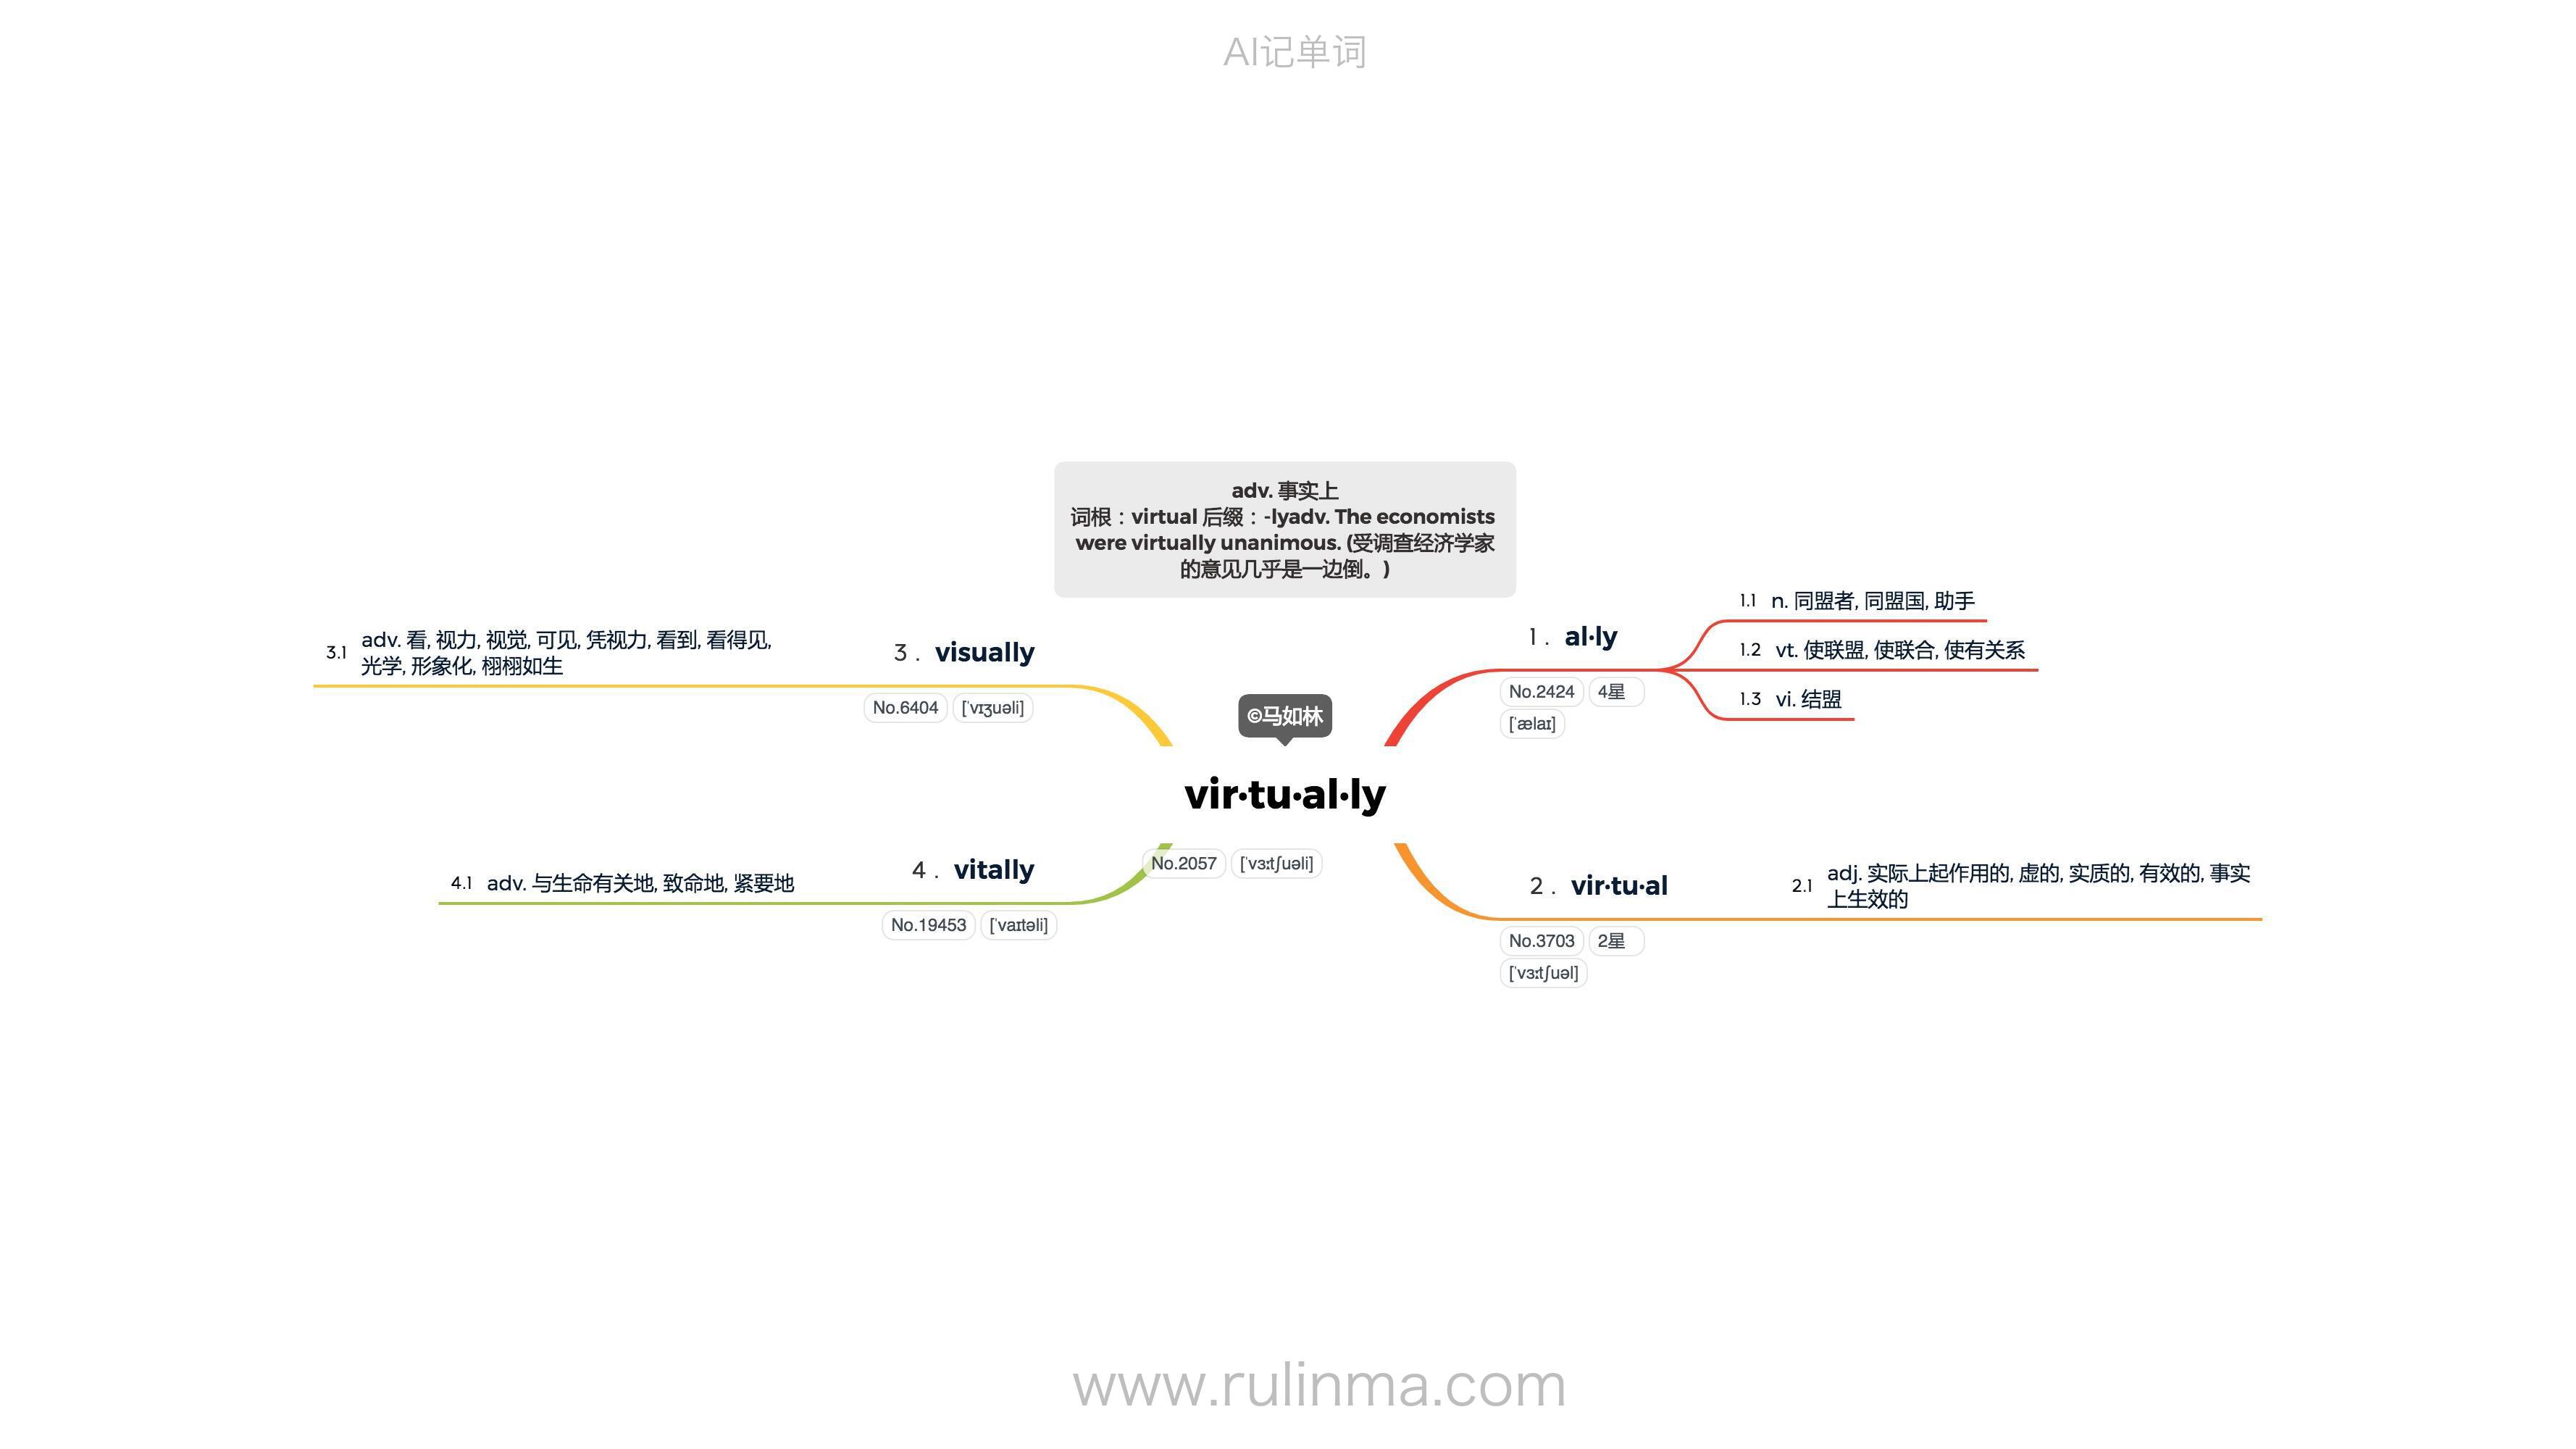 AI记单词
adv. 事实上
词根：virtual 后缀：-lyadv. The economists
were virtually unanimous. (受调查经济学家
的意见几乎是一边倒。)
©马如林
vir·tu·al·ly
No.2057 [ˈvɜːtʃuəli]
1. al·ly
No.2424 4星
[ˈælaɪ]
1.1 n. 同盟者, 同盟国, 助手
1.2 vt. 使联盟, 使联合, 使有关系
1.3 vi. 结盟
2. vir·tu·al
No.3703 2星
[ˈvɜːtʃuəl]
2.1 adj. 实际上起作用的, 虚的, 实质的, 有效的, 事实
上生效的
3. visually
No.6404 [ˈvɪʒuəli]
3.1 adv. 看, 视力, 视觉, 可见, 凭视力, 看到, 看得见,
光学, 形象化, 栩栩如生
4. vitally
No.19453 [ˈvaɪtəli]
4.1 adv. 与生命有关地, 致命地, 紧要地
www.rulinma.com